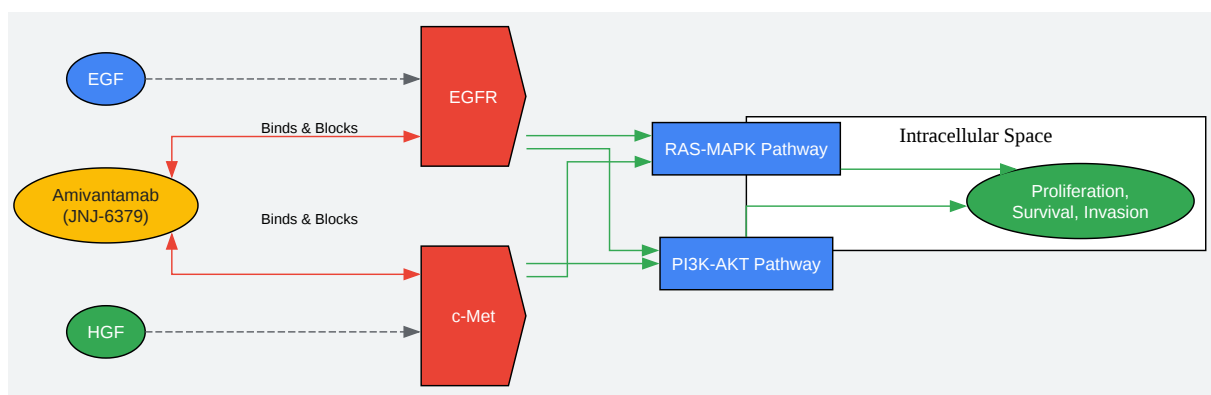 EGF
EGFR
Binds & Blocks
Intracellular Space
RAS-MAPK Pathway
Amivantamab
(JNJ-6379)
Proliferation,
Survival, Invasion
Binds & Blocks
PI3K-AKT Pathway
c-Met
HGF